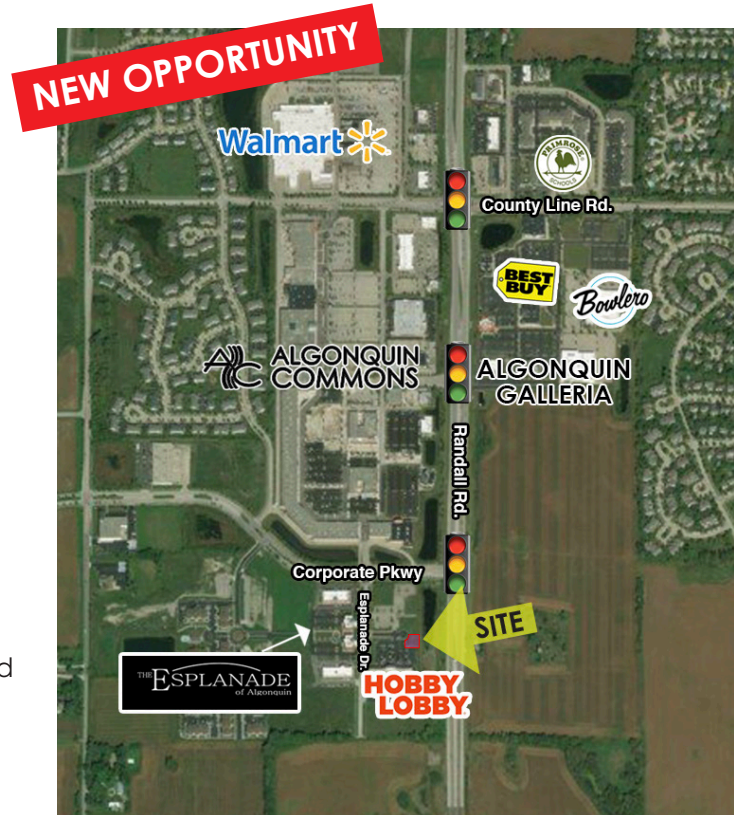 NEW OPPORTUNITY
Walmart
PRIMROSE
SCHOOLS
County Line Rd.
BEST
BUY
Bowlero
AC ALGONQUIN
COMMONS
ALGONQUIN
GALLERIA
Randall Rd.
Corporate Pkwy
Esplanade Dr.
SITE
THE ESPLANADE
of Algonquin
d
HOBBY
LOBBY